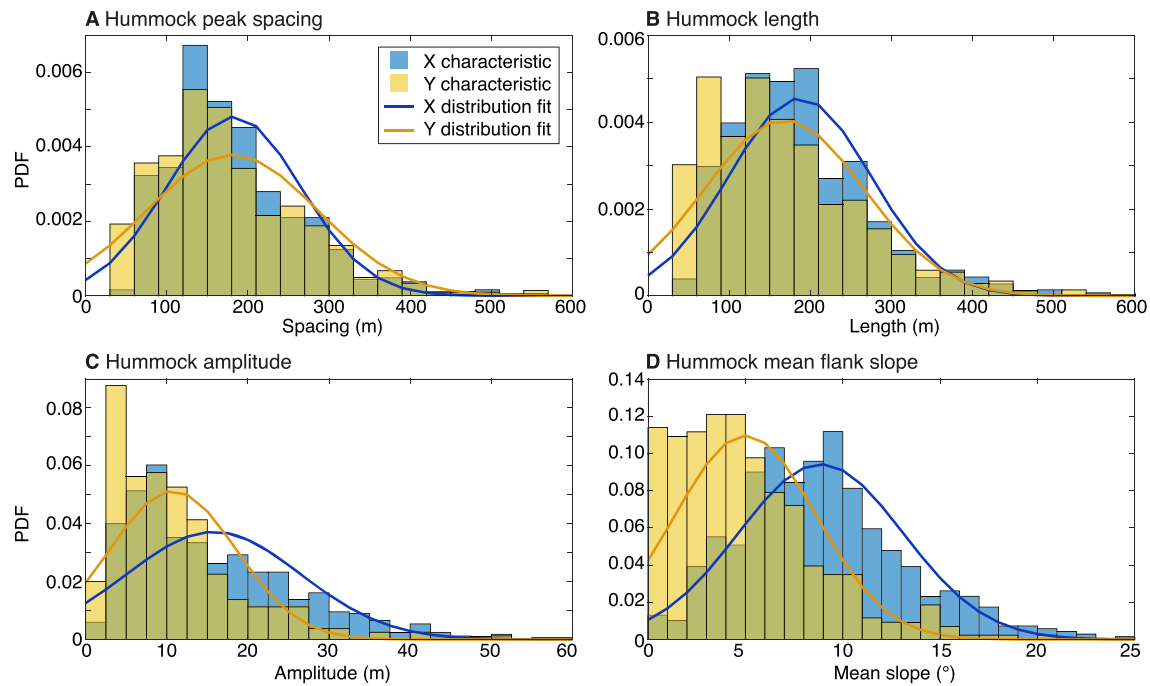 A Hummock peak spacing
0.006
0.004
0.002
0
PDF
0 100 200 300 400 500 600
Spacing (m)
X characteristic
Y characteristic
X distribution fit
Y distribution fit
B Hummock length
0.006
0.004
0.002
0
0 100 200 300 400 500 600
Length (m)
C Hummock amplitude
0.08
0.06
0.04
0.02
0
PDF
0 10 20 30 40 50 60
Amplitude (m)
D Hummock mean flank slope
0.14
0.12
0.10
0.08
0.06
0.04
0.02
0
0 5 10 15 20 25
Mean slope (°)